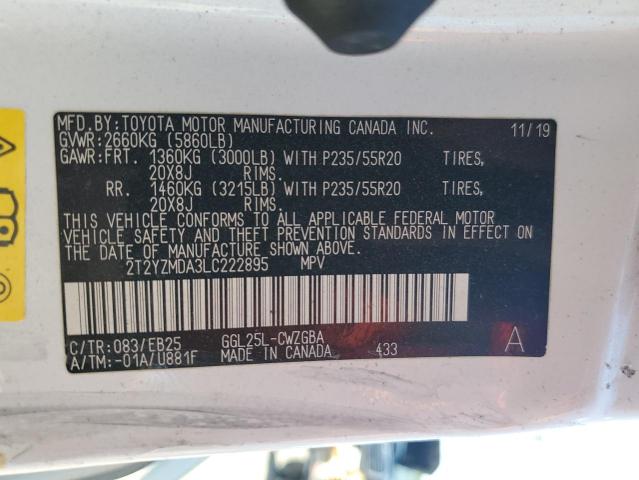 MFD.BY:TOYOTA MOTOR MANUFACTURING CANADA INC. 11/19
GVWR:2660KG (5860LB)
GAWR:FRT. 1360KG (3000LB) WITH P235/55R20 TIRES,
20X8J RIMS.
RR. 1460KG (3215LB) WITH P235/55R20 TIRES,
20X8J RIMS.
THIS VEHICLE CONFORMS TO ALL APPLICABLE FEDERAL MOTOR
VEHICLE SAFETY AND THEFT PREVENTION STANDARDS IN EFFECT ON
THE DATE OF MANUFACTURE SHOWN ABOVE.
2T2YZMDA3LC222895 MPV
C/TR:083/EB25 GGL25L-CWZGBA
A/TM:-01A/U881F MADE IN CANADA 433 A